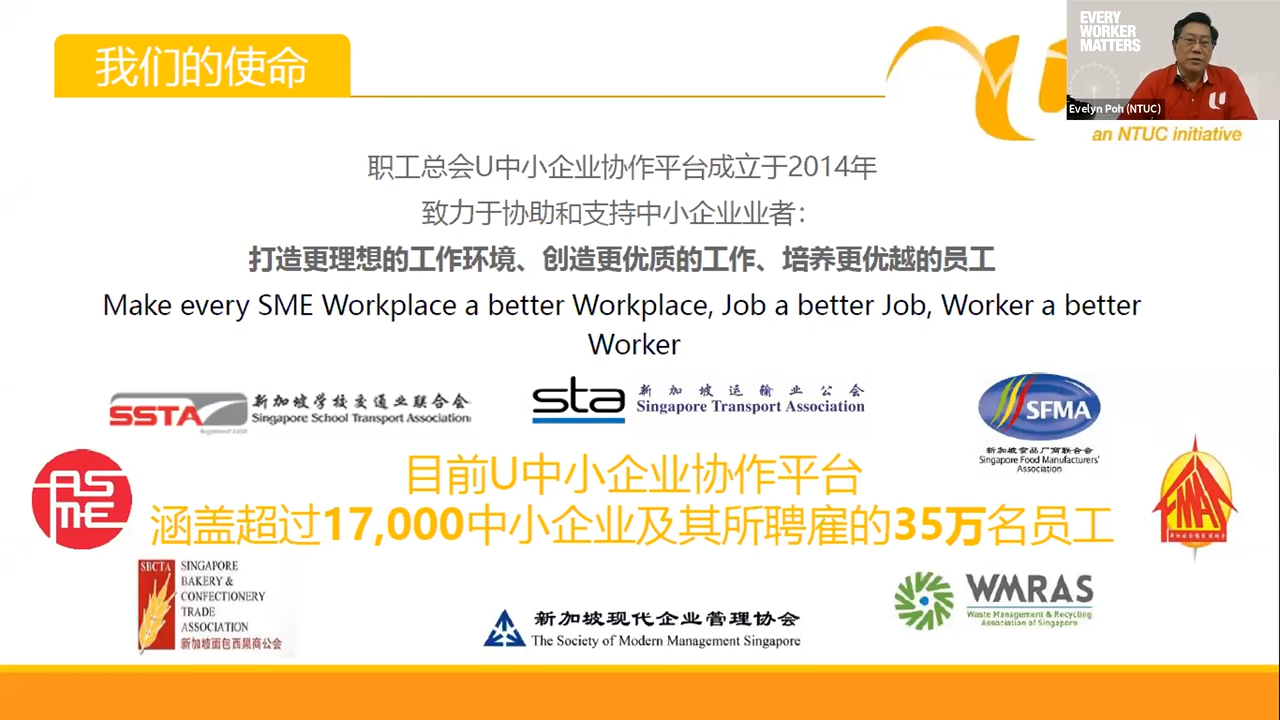 我们的使命
EVERY
WORKER
MATTERS
Evelyn Poh (NTUC)
an NTUC initiative
职工总会U中小企业协作平台成立于2014年
致力于协助和支持中小企业业者：
打造更理想的工作环境、创造更优质的工作、培养更优越的员工
Make every SME Workplace a better Workplace, Job a better Job, Worker a better
Worker
SSTA
新加坡学校交通业联合会
Singapore School Transport Association
sta
新加坡运输业公会
Singapore Transport Association
SFMA
新加坡食品厂商联合会
Singapore Food Manufacturers'
Association
ASME
目前U中小企业协作平台
涵盖超过17,000中小企业及其所聘雇的35万名员工
FMAS
SBCTA
SINGAPORE
BAKERY &
CONFECTIONERY
TRADE
ASSOCIATION
新加坡面包西果商公会
新加坡现代企业管理协会
The Society of Modern Management Singapore
WMRAS
Waste Management & Recycling
Association of Singapore